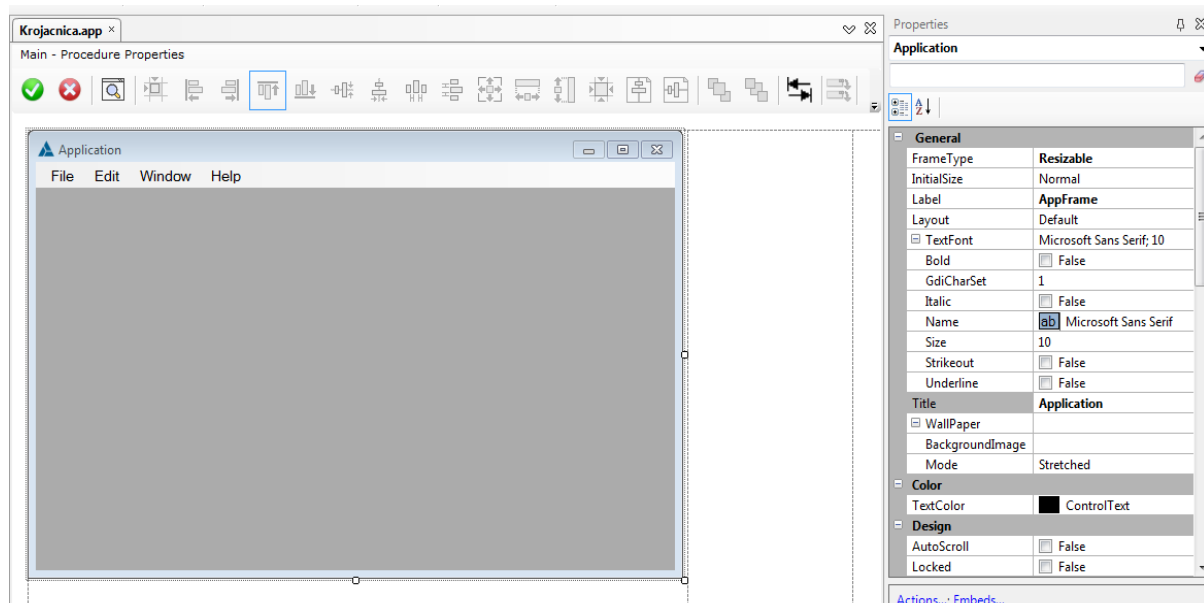 Krojacnica.app ×
Main - Procedure Properties
Application
File Edit Window Help
Properties
Application
General
FrameType Resizable
InitialSize Normal
Label AppFrame
Layout Default
TextFont Microsoft Sans Serif; 10
Bold False
GdiCharSet 1
Italic False
Name ab Microsoft Sans Serif
Size 10
Strikeout False
Underline False
Title Application
WallPaper
BackgroundImage
Mode Stretched
Color
TextColor ControlText
Design
AutoScroll False
Locked False
Actions...; Embeds...